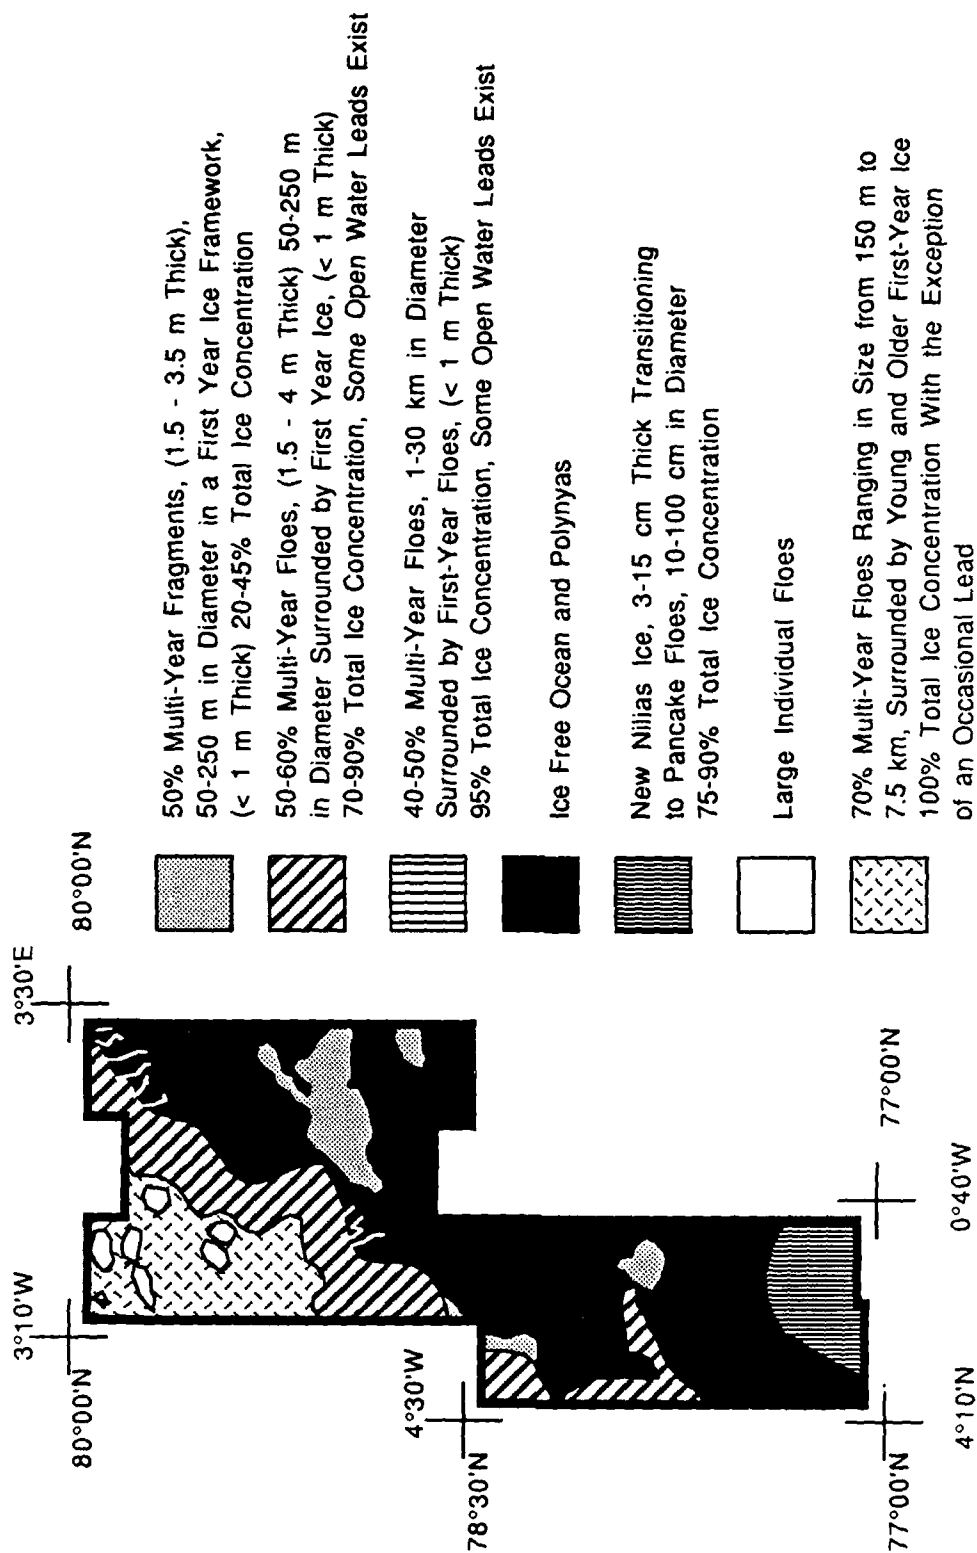 3°10'W
3°30'E
80°00'N
80°00'N
4°30'W
78°30'N
77°00'N
0°40'W
77°00'N
4°10'N
50% Multi-Year Fragments, (1.5 - 3.5 m Thick),
50-250 m in Diameter in a First Year Ice Framework,
(< 1 m Thick) 20-45% Total Ice Concentration
50-60% Multi-Year Floes, (1.5 - 4 m Thick) 50-250 m
in Diameter Surrounded by First Year Ice, (< 1 m Thick)
70-90% Total Ice Concentration, Some Open Water Leads Exist
40-50% Multi-Year Floes, 1-30 km in Diameter
Surrounded by First-Year Floes, (< 1 m Thick)
95% Total Ice Concentration, Some Open Water Leads Exist
Ice Free Ocean and Polynyas
New Nilias Ice, 3-15 cm Thick Transitioning
to Pancake Floes, 10-100 cm in Diameter
75-90% Total Ice Concentration
Large Individual Floes
70% Multi-Year Floes Ranging in Size from 150 m to
7.5 km, Surrounded by Young and Older First-Year Ice
100% Total Ice Concentration With the Exception
of an Occasional Lead